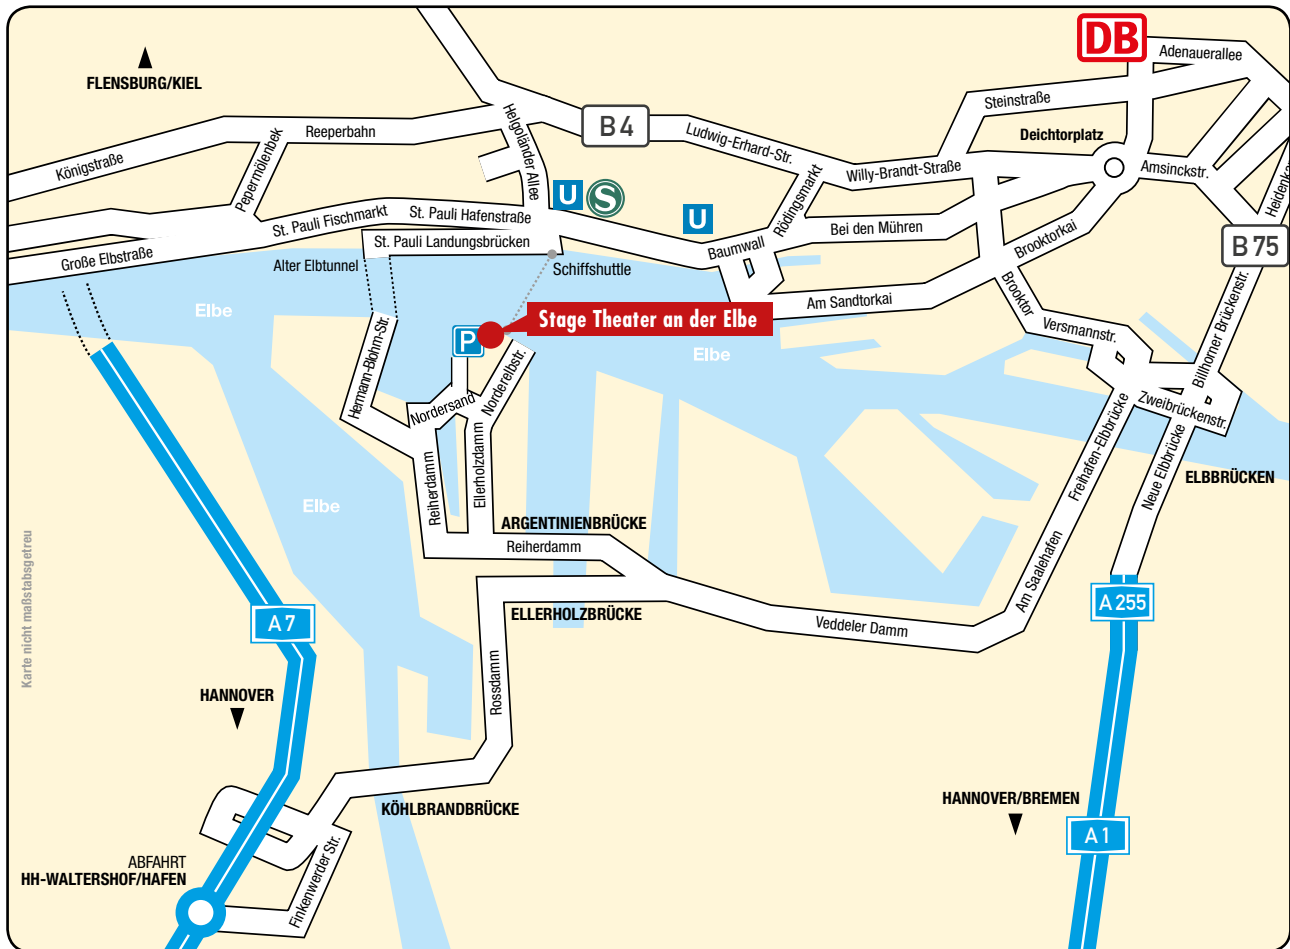 DB
Adenauerallee
FLENSBURG/KIEL
Steinstraße
Helgoländer Allee
B 4
Reeperbahn
Ludwig-Erhard-Str.
Deichtorplatz
Königstraße
Pepermölenbek
Willy-Brandt-Straße
Amsinckstr.
Rödingsmarkt
U
S
U
St. Pauli Fischmarkt
St. Pauli Hafenstraße
Bei den Mühren
B 75
St. Pauli Landungsbrücken
Baumwall
Brooktorkai
Große Elbstraße
Alter Elbtunnel
Schiffshuttle
Brooktor
Am Sandtorkai
Elbe
Stage Theater an der Elbe
P
Versmannstr.
Billhorner Brückenstr.
Elbe
Hermann-Blohm-Str.
Norderelbstr.
Nordersand
Zweibrückenstr.
Freihafen-Elbbrücke
Neue Elbbrücke
ELBBRÜCKEN
Reiherdamm
Ellerholzdamm
Elbe
ARGENTINIENBRÜCKE
Reiherdamm
Am Saalehafen
Karte nicht maßstabsgetreu
A 7
ELLERHOLZBRÜCKE
A 255
Veddeler Damm
Rossdamm
HANNOVER
KÖHLBRANDBRÜCKE
HANNOVER/BREMEN
A 1
ABFAHRT
HH-WALTERSHOF/HAFEN
Finkenwerder Str.